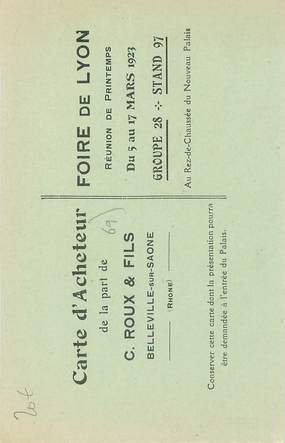 Carte d'Acheteur
de la part de
69
C. ROUX & FILS
BELLEVILLE-SUR-SAONE
(RHONE)
FOIRE DE LYON
RÉUNION DE PRINTEMPS
Du 5 au 17 MARS 1923
GROUPE 28 ⁘ STAND 97
Au Rez-de-Chaussée du Nouveau Palais
Conserver cette carte dont la présentation pourra
être demandée à l'entrée du Palais.